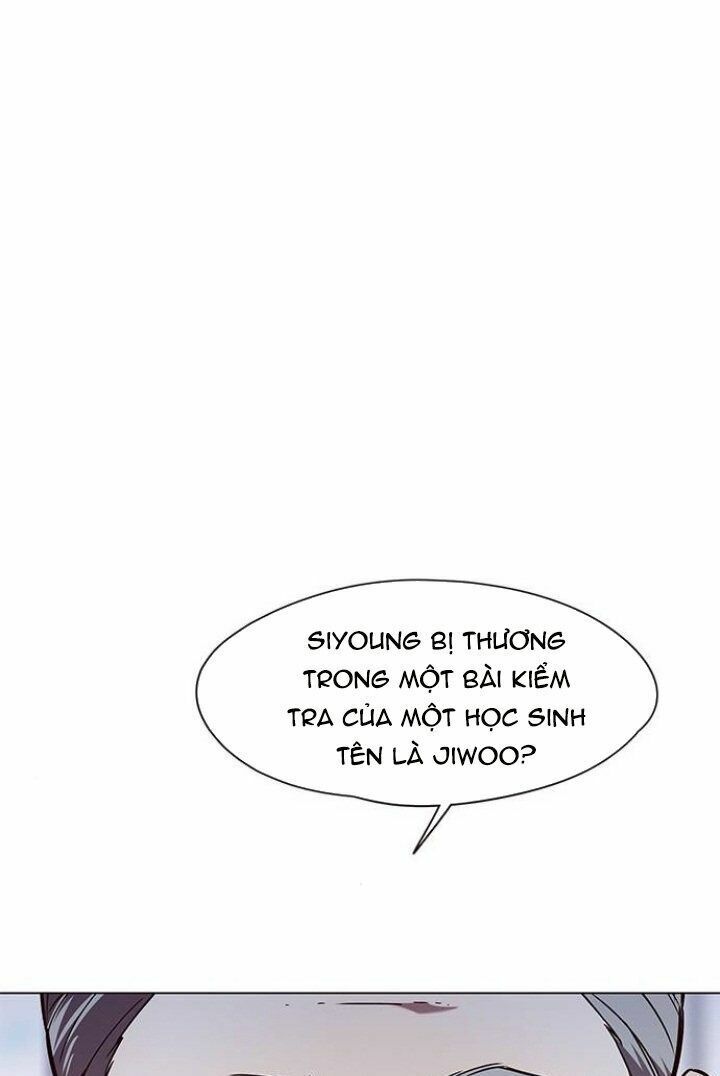 SIYOUNG BỊ THƯƠNG
TRONG MỘT BÀI KIỂM
TRA CỦA MỘT HỌC SINH
TÊN LÀ JIWOO?